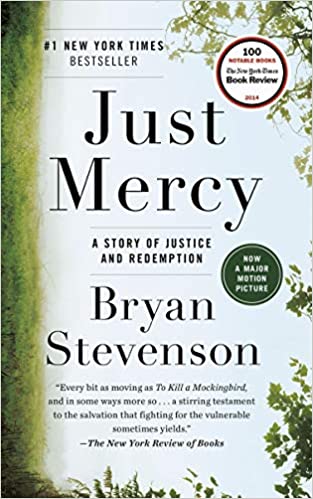 #1 NEW YORK TIMES
BESTSELLER
100
NOTABLE BOOKS
The New York Times
Book Review
2014
Just
Mercy
A STORY OF JUSTICE
AND REDEMPTION
NOW
A MAJOR
MOTION
PICTURE
Bryan
Stevenson
“Every bit as moving as To Kill a Mockingbird,
and in some ways more so . . . a stirring testament
to the salvation that fighting for the vulnerable
sometimes yields.”
—The New York Review of Books